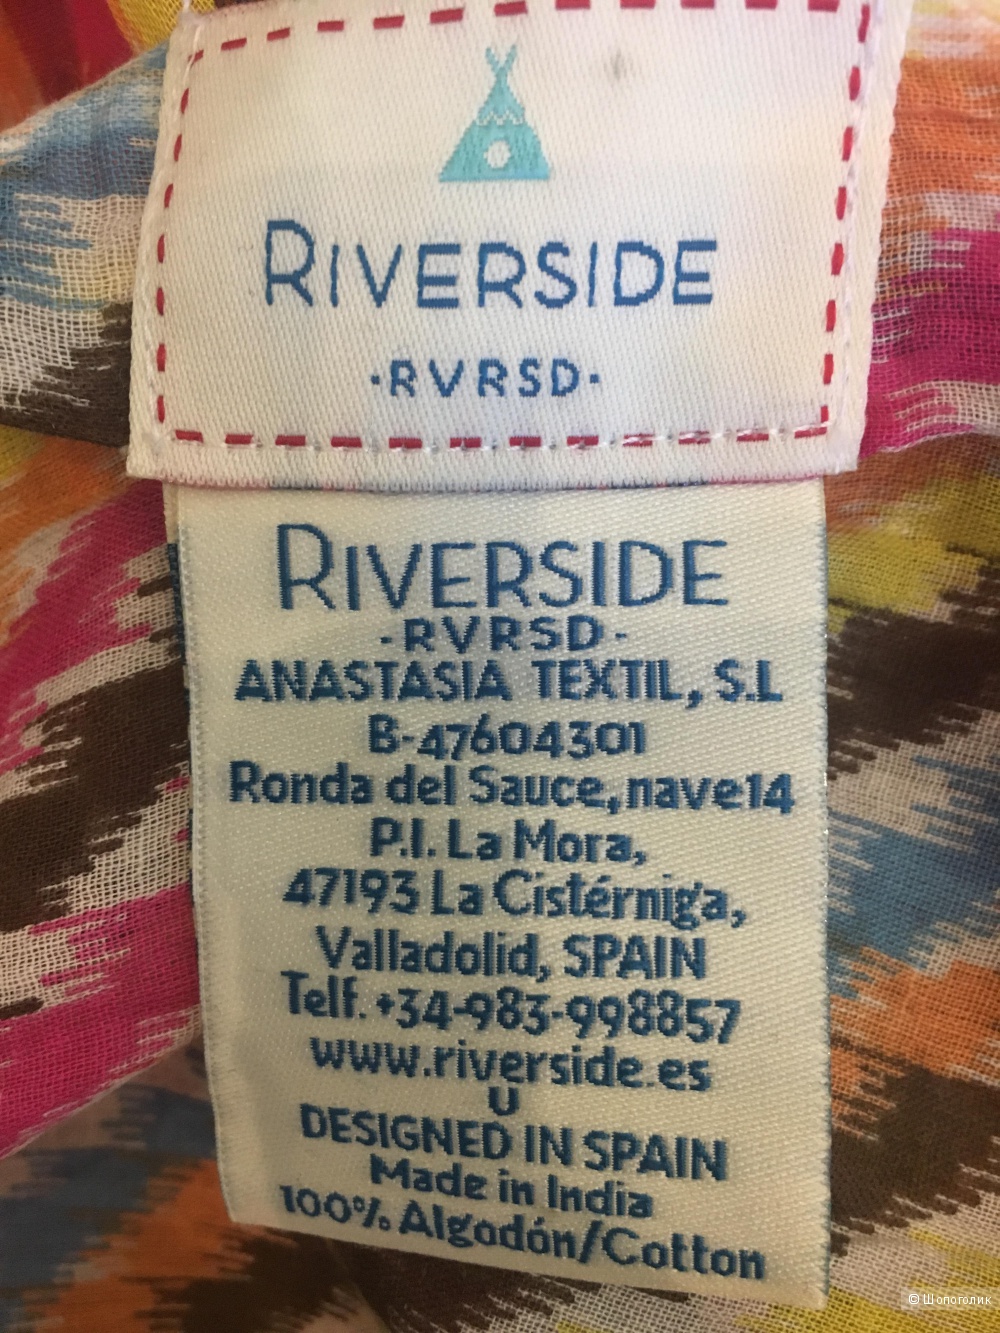 RIVERSIDE
·RVRSD·
RIVERSIDE
-RVRSD-
ANASTASIA TEXTIL, S.L
B-47604301
Ronda del Sauce,nave14
P.I. La Mora,
47193 La Cistérniga,
Valladolid, SPAIN
Telf. +34-983-998857
www.riverside.es
U
DESIGNED IN SPAIN
Made in India
100% Algodón/Cotton
© Шопоголик